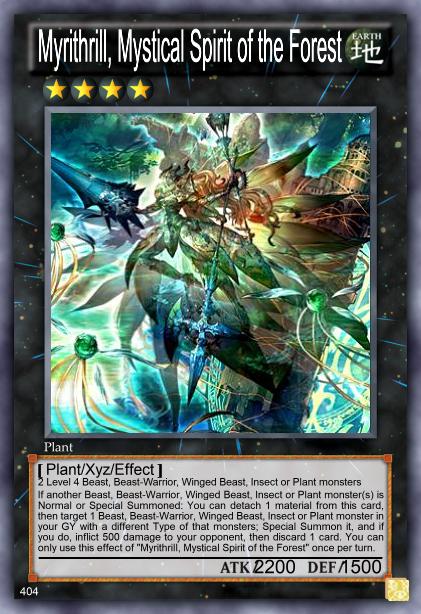 Myrithrill, Mystical Spirit of the Forest
EARTH
地
Plant
[ Plant/Xyz/Effect ]
2 Level 4 Beast, Beast-Warrior, Winged Beast, Insect or Plant monsters
If another Beast, Beast-Warrior, Winged Beast, Insect or Plant monster(s) is
Normal or Special Summoned: You can detach 1 material from this card,
then target 1 Beast, Beast-Warrior, Winged Beast, Insect or Plant monster in
your GY with a different Type of that monsters; Special Summon it, and if
you do, inflict 500 damage to your opponent, then discard 1 card. You can
only use this effect of "Myrithrill, Mystical Spirit of the Forest" once per turn.
ATK/2200 DEF/1500
404